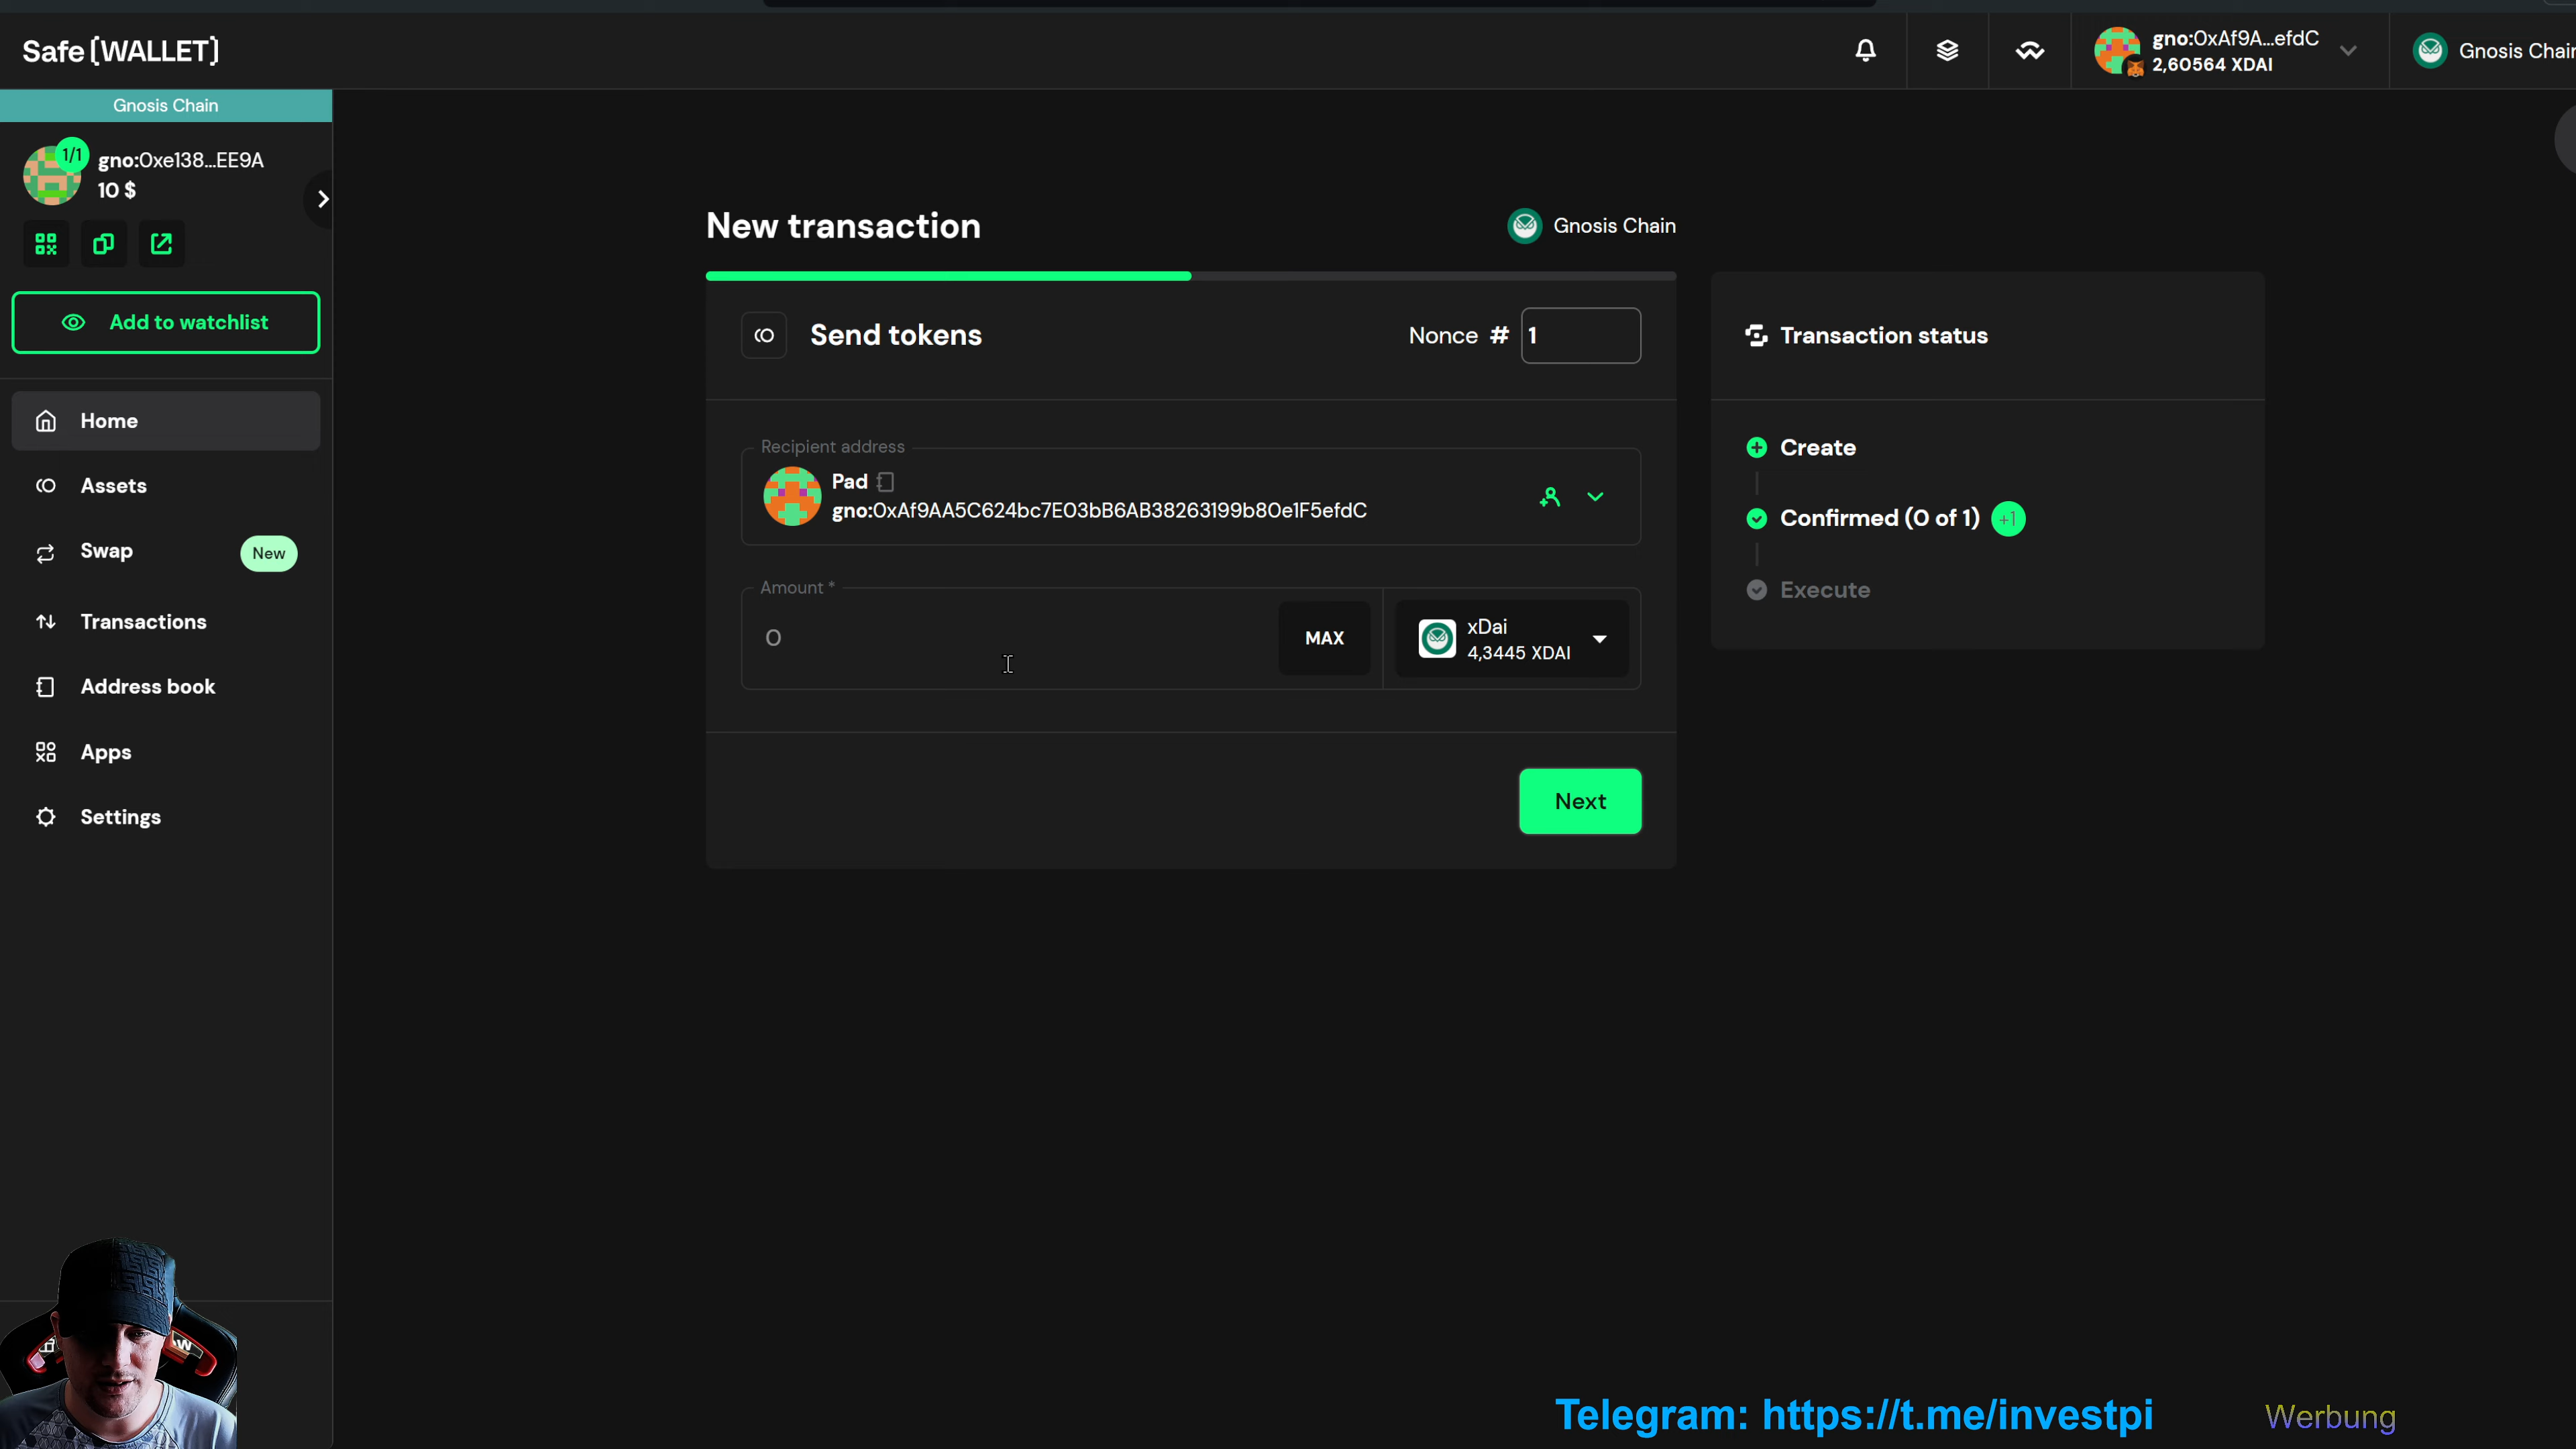 Safe{WALLET}
gno:0xAf9A...efdC
2,60564 XDAI
Gnosis Chain
Gnosis Chain
1/1
gno:0xe138...EE9A
10 $
Add to watchlist
Home
Assets
Swap
New
Transactions
Address book
Apps
Settings
New transaction
Gnosis Chain
Send tokens
Nonce # 1
Recipient address
Pad
gno:0xAf9AA5C624bc7E03bB6AB38263199b80e1F5efdC
Amount *
0
MAX
xDai
4,3445 XDAI
Next
Transaction status
Create
Confirmed (0 of 1) +1
Execute
Telegram: https://t.me/investpi
Werbung